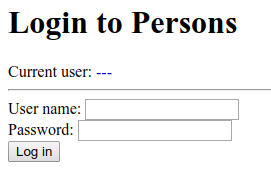 Login to Persons
Current user: ---
User name:
Password:
Log in